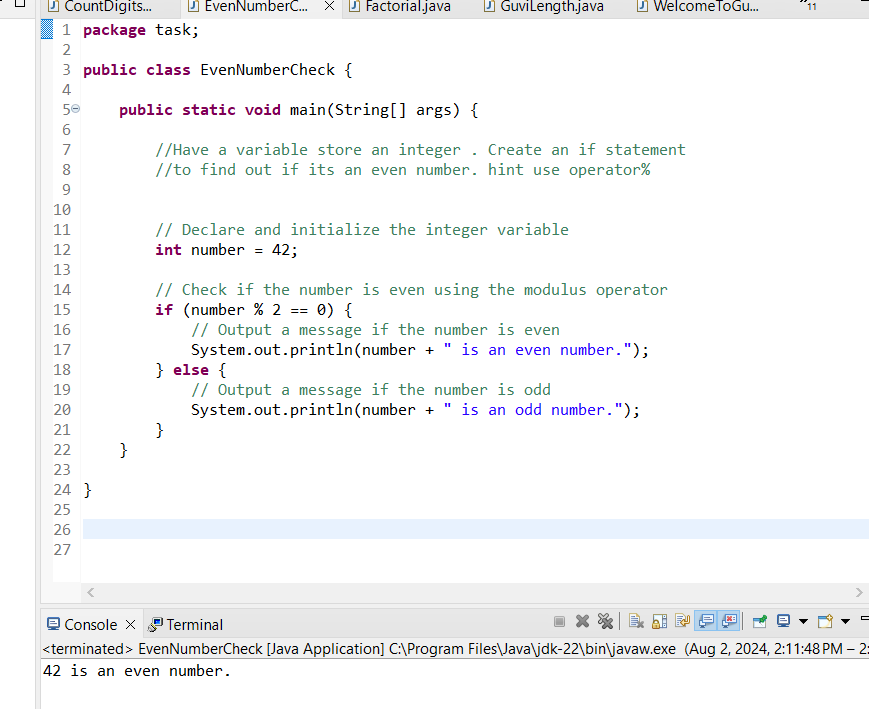 CountDigits... EvenNumberC... Factorial.java GuviLength.java WelcomeToGu... "11
1 package task;
2
3 public class EvenNumberCheck {
4
5 public static void main(String[] args) {
6
7 //Have a variable store an integer . Create an if statement
8 //to find out if its an even number. hint use operator%
9
10
11 // Declare and initialize the integer variable
12 int number = 42;
13
14 // Check if the number is even using the modulus operator
15 if (number % 2 == 0) {
16 // Output a message if the number is even
17 System.out.println(number + " is an even number.");
18 } else {
19 // Output a message if the number is odd
20 System.out.println(number + " is an odd number.");
21 }
22 }
23
24 }
25
26
27
Console Terminal
<terminated> EvenNumberCheck [Java Application] C:\Program Files\Java\jdk-22\bin\javaw.exe (Aug 2, 2024, 2:11:48 PM – 2:
42 is an even number.